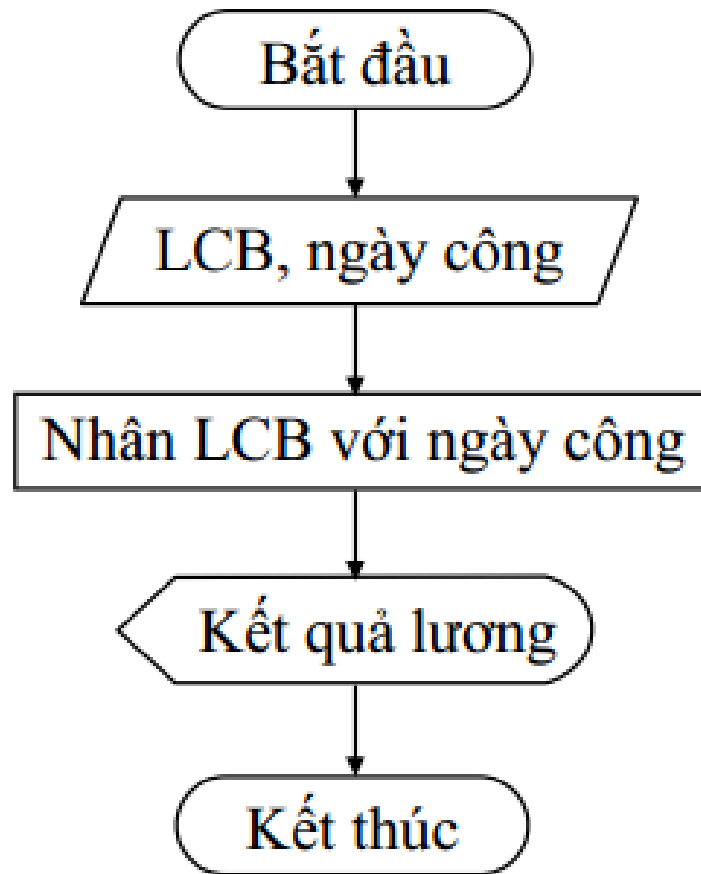 Bắt đầu
LCB, ngày công
Nhân LCB với ngày công
Kết quả lương
Kết thúc